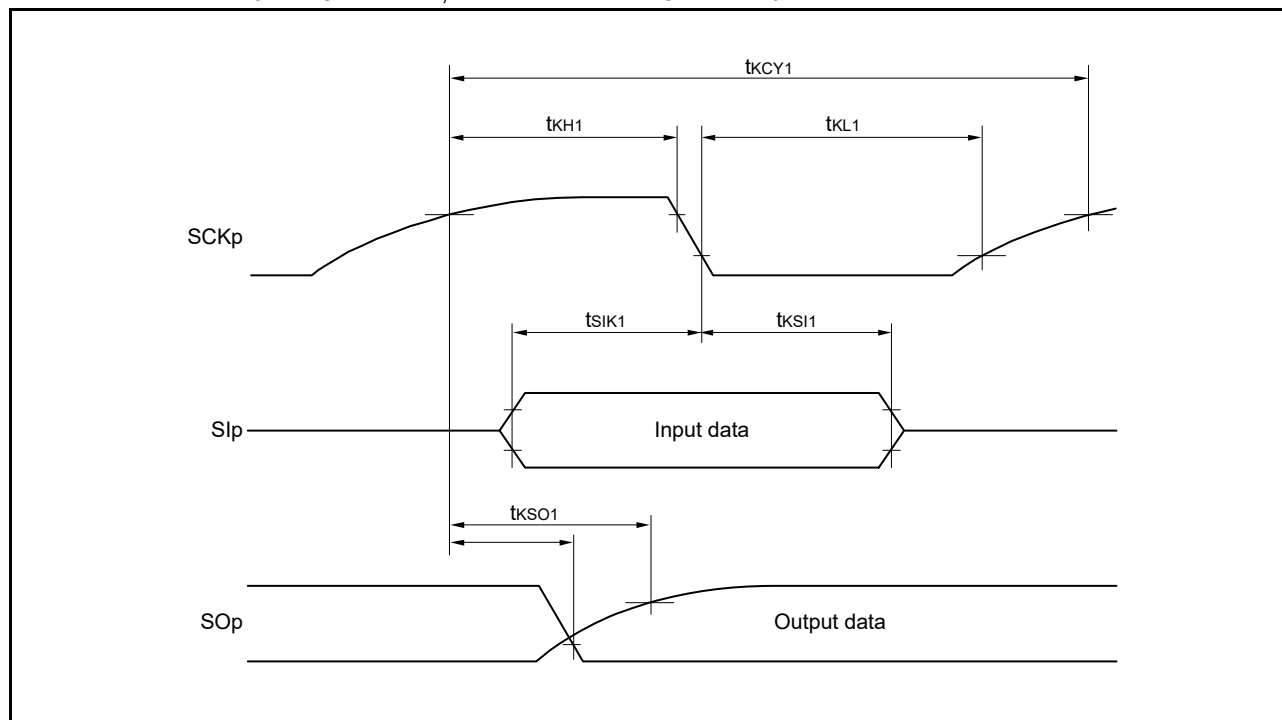 tKCY1
tKH1
tKL1
SCKp
tSIK1
tKSI1
SIp
Input data
tKSO1
SOp
Output data